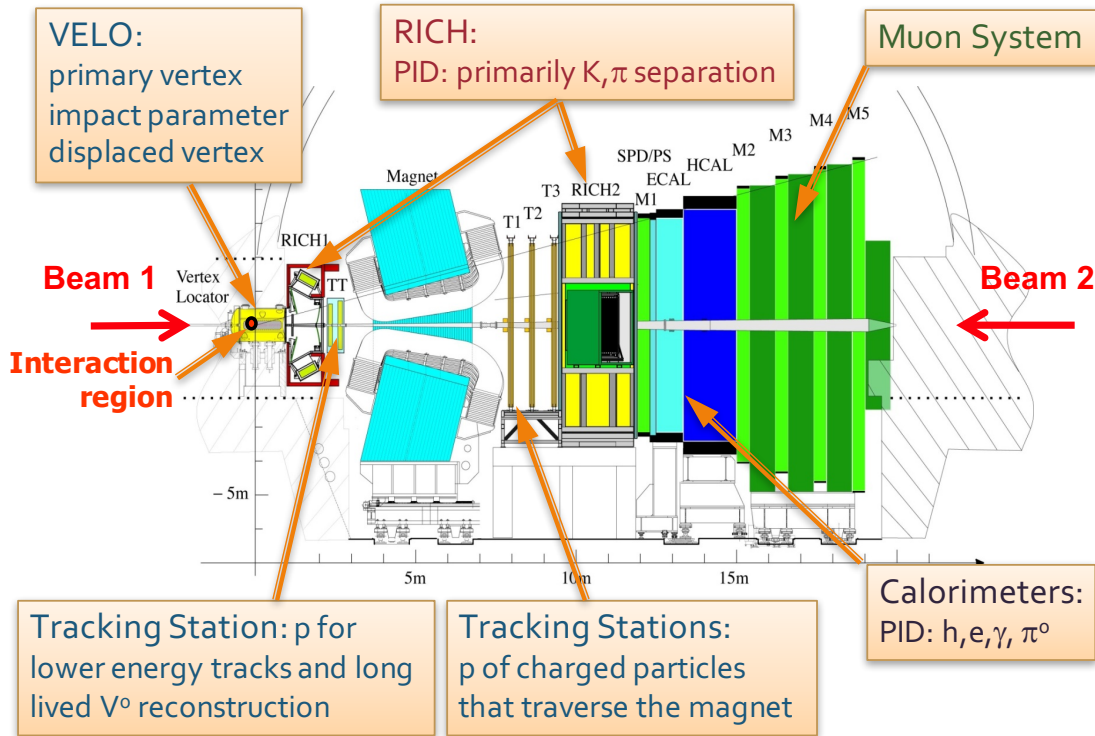 VELO:
primary vertex
impact parameter
displaced vertex
RICH:
PID: primarily K,π separation
Muon System
M5
M4
M3
M2
HCAL
SPD/PS
ECAL
M1
Magnet
RICH2
T3
T2
T1
RICH1
TT
Vertex
Locator
Beam 1
Beam 2
Interaction
region
– 5m
5m
10m
15m
Tracking Station: p for
lower energy tracks and long
lived Vº reconstruction
Tracking Stations:
p of charged particles
that traverse the magnet
Calorimeters:
PID: h,e,γ, πº